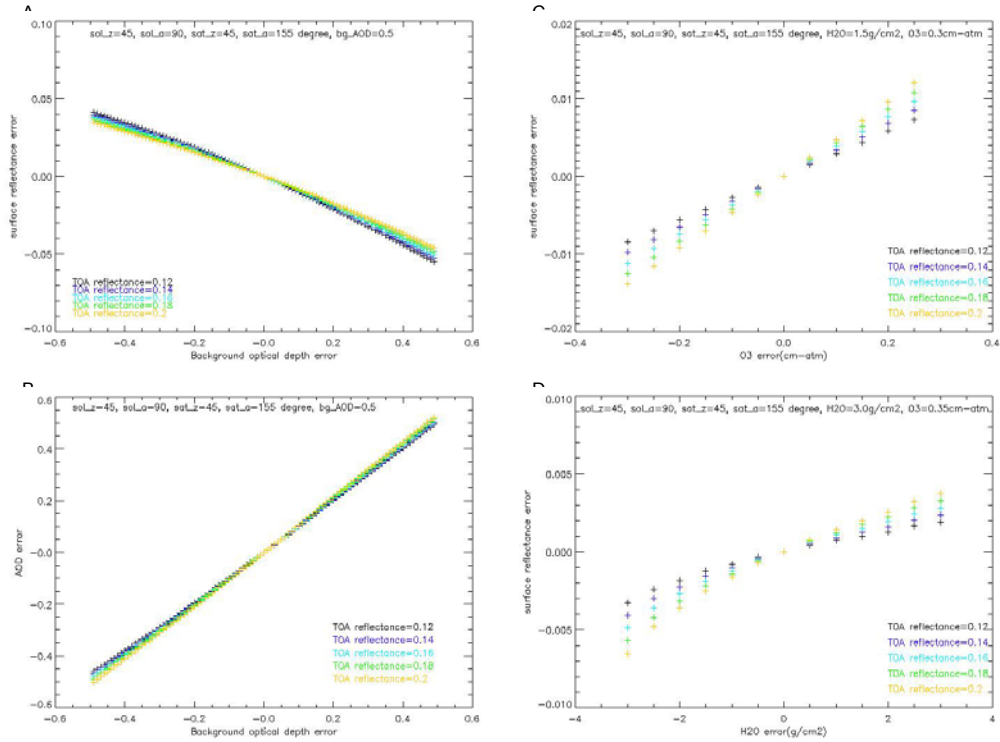 A
sol_z=45, sol_a=90, sat_z=45, sat_a=155 degree, bg_AOD=0.5
0.10
0.05
0.00
-0.05
-0.10
surface reflectance error
TOA reflectance=0.12
TOA reflectance=0.14
TOA reflectance=0.16
TOA reflectance=0.18
TOA reflectance=0.2
-0.6
-0.4
-0.2
-0.0
0.2
0.4
0.6
Background optical depth error
C
sol_z=45, sol_a=90, sat_z=45, sat_a=155 degree, H2O=1.5g/cm2, O3=0.3cm-atm
0.02
0.01
0.00
-0.01
-0.02
surface reflectance error
TOA reflectance=0.12
TOA reflectance=0.14
TOA reflectance=0.16
TOA reflectance=0.18
TOA reflectance=0.2
-0.4
-0.2
0.0
0.2
0.4
O3 error(cm-atm)
B
sol_z=45, sol_a=90, sat_z=45, sat_a=155 degree, bg_AOD=0.5
0.6
0.4
0.2
-0.0
-0.2
-0.4
-0.6
AOD error
TOA reflectance=0.12
TOA reflectance=0.14
TOA reflectance=0.16
TOA reflectance=0.18
TOA reflectance=0.2
-0.6
-0.4
-0.2
-0.0
0.2
0.4
0.6
Background optical depth error
D
sol_z=45, sol_a=90, sat_z=45, sat_a=155 degree, H2O=3.0g/cm2, O3=0.35cm-atm
0.010
0.005
0.000
-0.005
-0.010
surface reflectance error
TOA reflectance=0.12
TOA reflectance=0.14
TOA reflectance=0.16
TOA reflectance=0.18
TOA reflectance=0.2
-4
-2
0
2
4
H2O error(g/cm2)